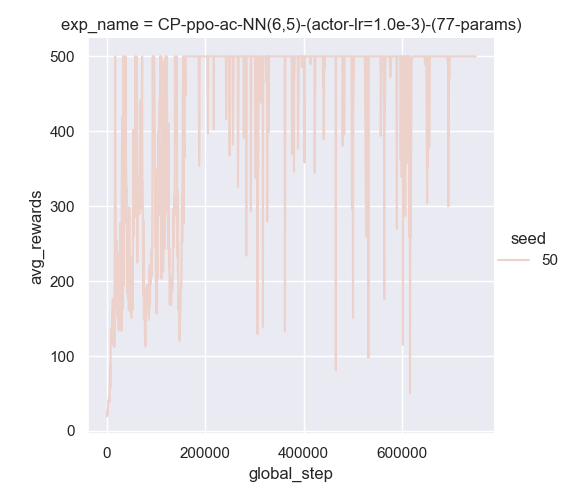 exp_name = CP-ppo-ac-NN(6,5)-(actor-lr=1.0e-3)-(77-params)
500
400
300
200
100
0
avg_rewards
0 200000 400000 600000
global_step
seed
50